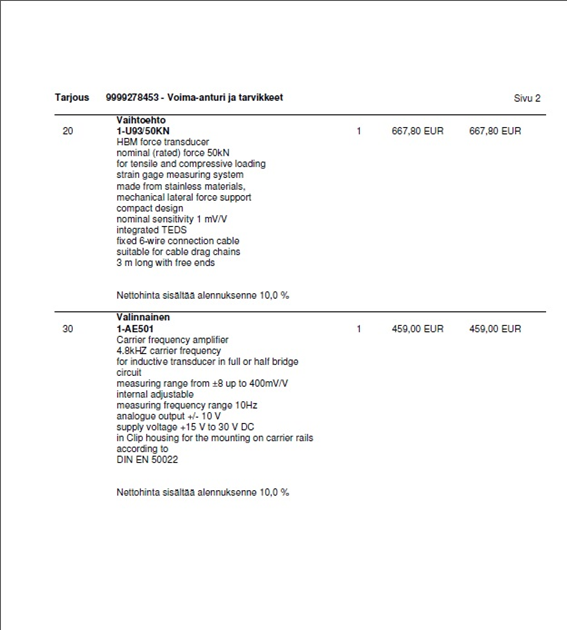 Tarjous 9999278453 - Voima-anturi ja tarvikkeet Sivu 2
Vaihtoehto
20 1-U93/50KN 1 667,80 EUR 667,80 EUR
HBM force transducer
nominal (rated) force 50kN
for tensile and compressive loading
strain gage measuring system
made from stainless materials,
mechanical lateral force support
compact design
nominal sensitivity 1 mV/V
integrated TEDS
fixed 6-wire connection cable
suitable for cable drag chains
3 m long with free ends
Nettohinta sisältää alennuksenne 10,0 %
Valinnainen
30 1-AE501 1 459,00 EUR 459,00 EUR
Carrier frequency amplifier
4.8kHZ carrier frequency
for inductive transducer in full or half bridge
circuit
measuring range from ±8 up to 400mV/V
internal adjustable
measuring frequency range 10Hz
analogue output +/- 10 V
supply voltage +15 V to 30 V DC
in Clip housing for the mounting on carrier rails
according to
DIN EN 50022
Nettohinta sisältää alennuksenne 10,0 %